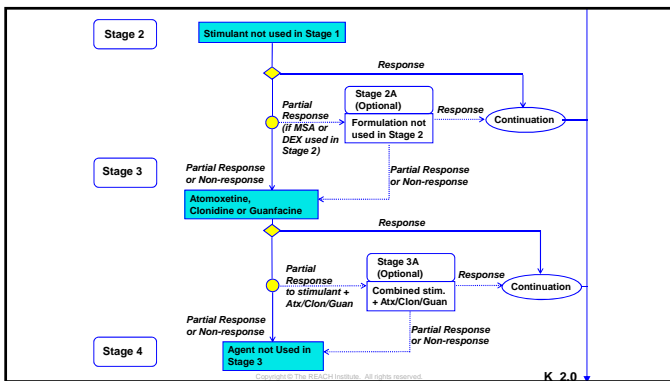 Stage 2
Stimulant not used in Stage 1
Response
Partial
Response
(if MSA or
DEX used in
Stage 2)
Stage 2A
(Optional)
Formulation not
used in Stage 2
Response
Continuation
Partial Response
or Non-response
Partial Response
or Non-response
Stage 3
Atomoxetine,
Clonidine or Guanfacine
Response
Partial
Response
to stimulant +
Atx/Clon/Guan
Stage 3A
(Optional)
Combined stim.
+ Atx/Clon/Guan
Response
Continuation
Partial Response
or Non-response
Partial Response
or Non-response
Stage 4
Agent not Used in
Stage 3
Copyright © The REACH Institute. All rights reserved.
K 2.0